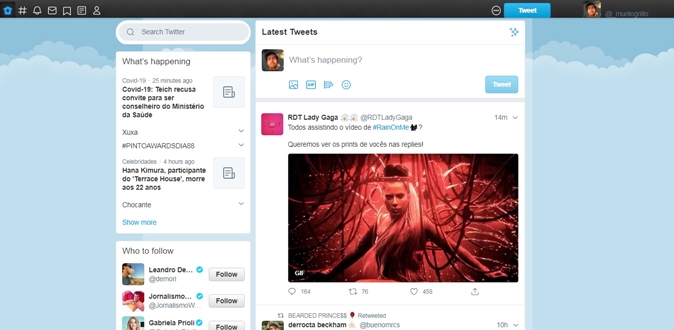 Tweet
@_murilognito
Search Twitter
What's happening
Covid-19 · 25 minutes ago
Covid-19: Teich recusa
convite para ser
conselheiro do Ministério
da Saúde
Xuxa
#PINTOAWARDSDIA88
Celebridades · 4 hours ago
Hana Kimura, participante
do 'Terrace House', morre
aos 22 anos
Chocante
Show more
Who to follow
Leandro De...
@demori
Follow
Jornalismo...
@JornalismoW...
Follow
Gabriela Prioli
Follow
Latest Tweets
What's happening?
GIF
Tweet
RDT Lady Gaga @RDTLadyGaga 14m
Todos assistindo o vídeo de #RainOnMe ?
Queremos ver os prints de vocês nas replies!
GIF
164 76 458
BEARDED PRINCE$$ Retweeted
derrocta beckham @buenomrcs 10h